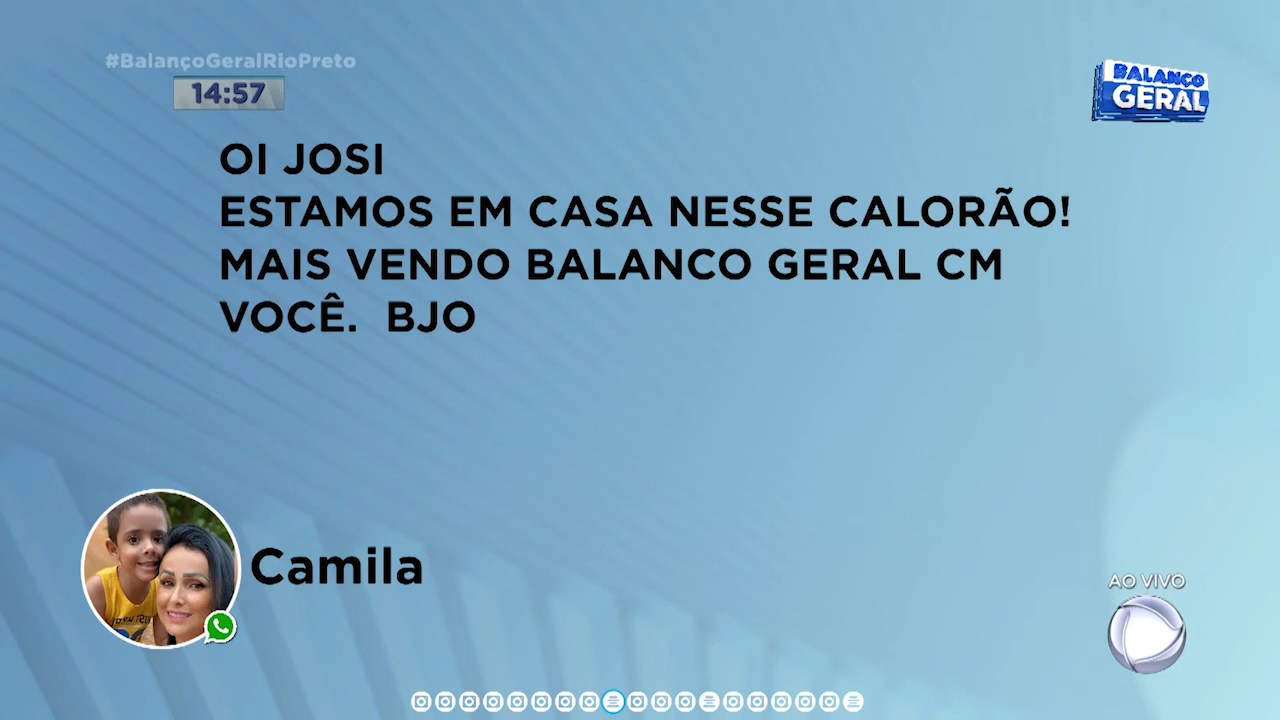 #BalançoGeralRioPreto
14:57
BALANÇO
GERAL
OI JOSI
ESTAMOS EM CASA NESSE CALORÃO!
MAIS VENDO BALANCO GERAL CM
VOCÊ. BJO
Camila
AO VIVO